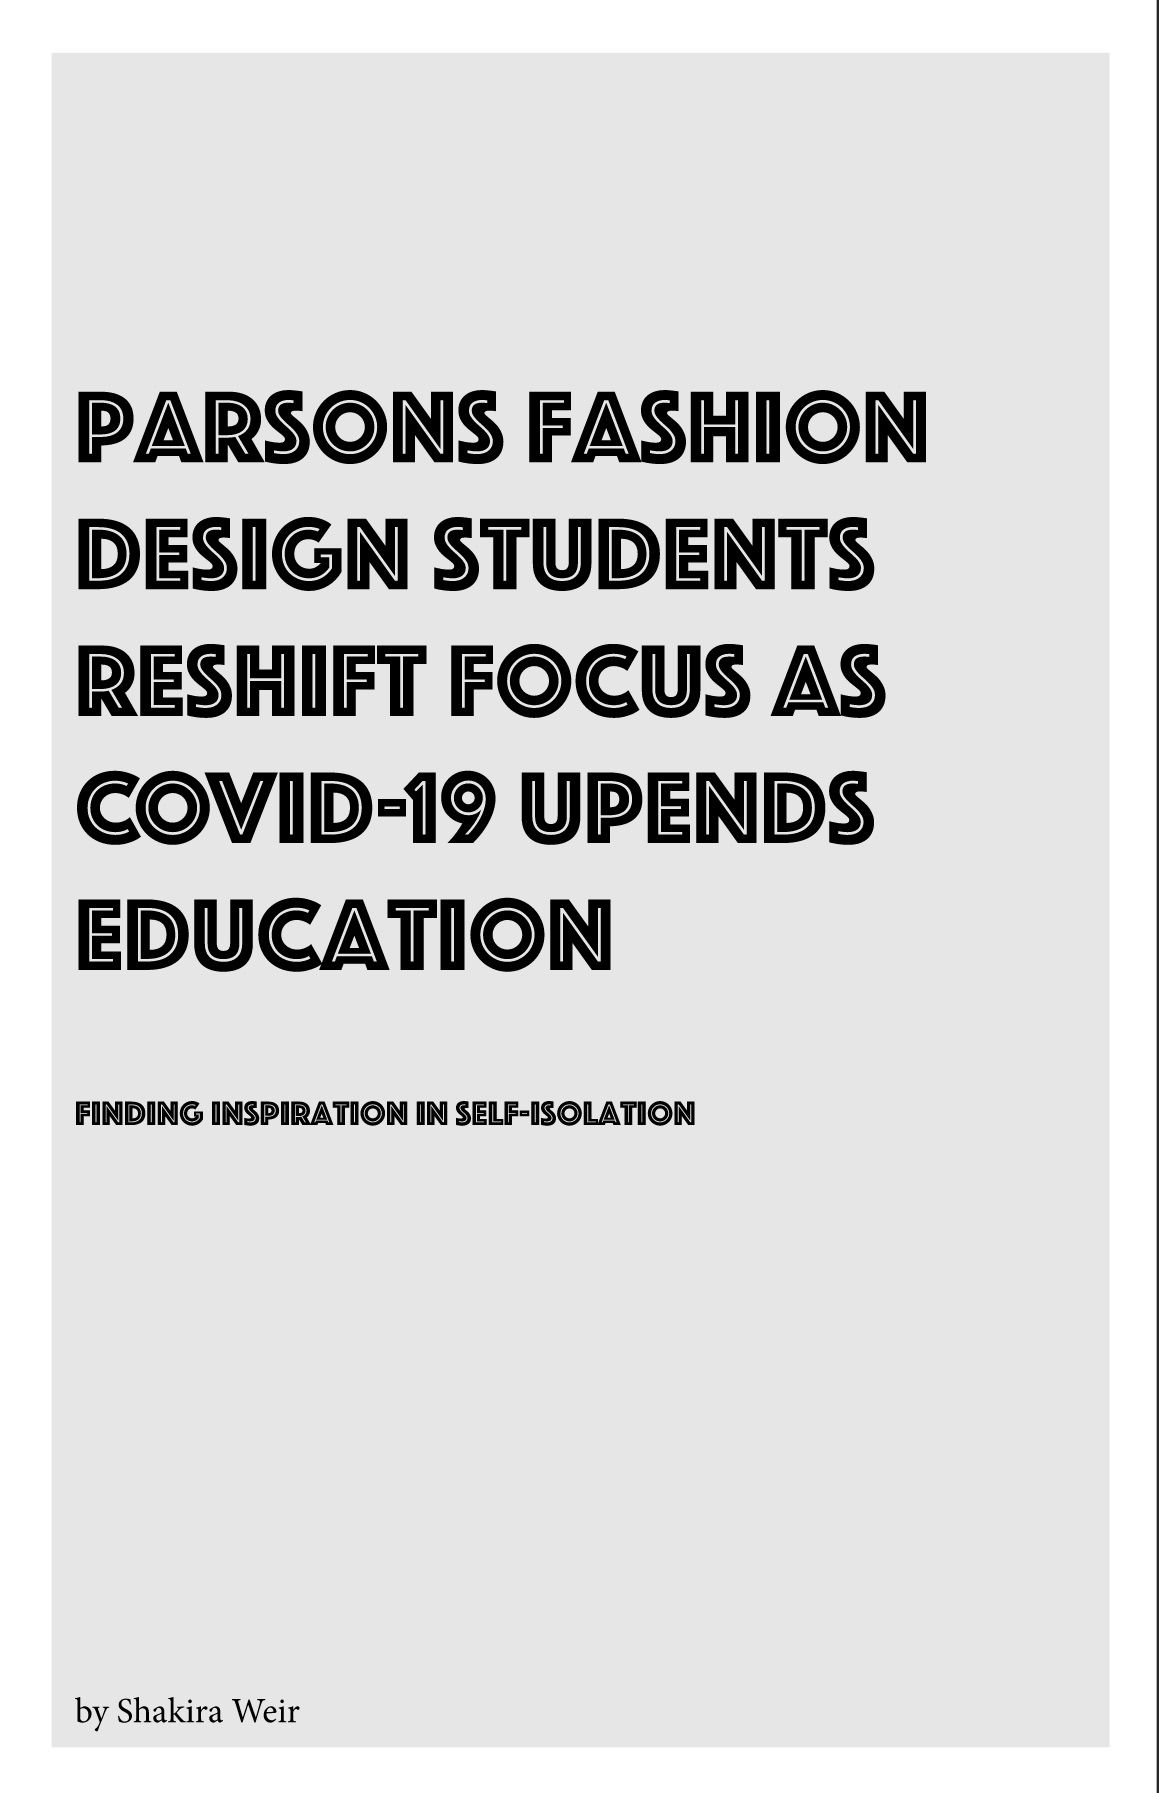 PARSONS FASHION
DESIGN STUDENTS
RESHIFT FOCUS AS
COVID-19 UPENDS
EDUCATION
FINDING INSPIRATION IN SELF-ISOLATION
by Shakira Weir